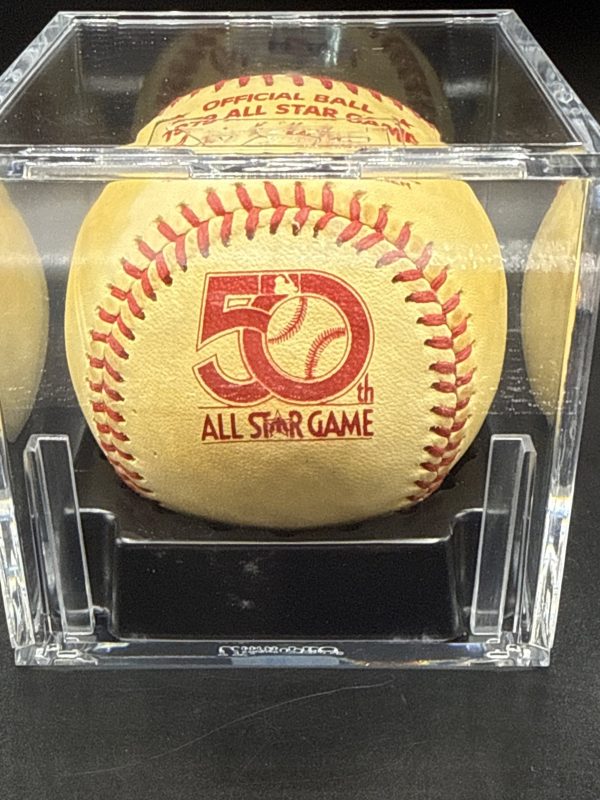 OFFICIAL BALL
1979 ALL STAR GAME
50th
ALL STAR GAME